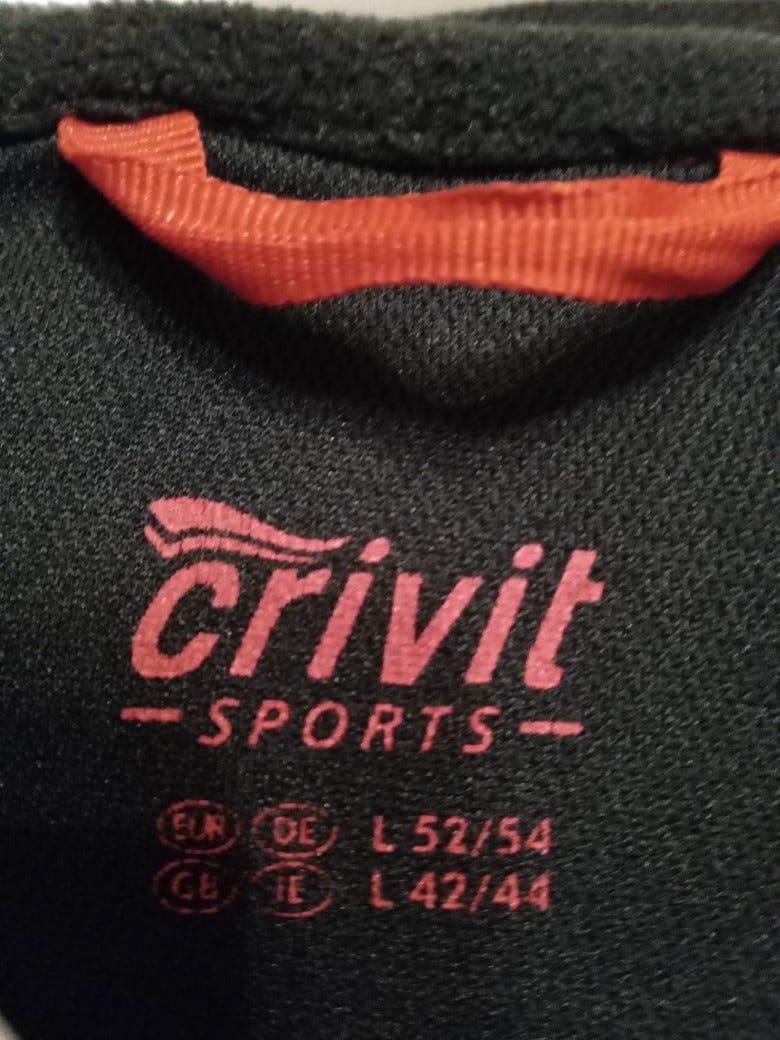 crivit
SPORTS
EUR DE L 52/54
GB IE L 42/44